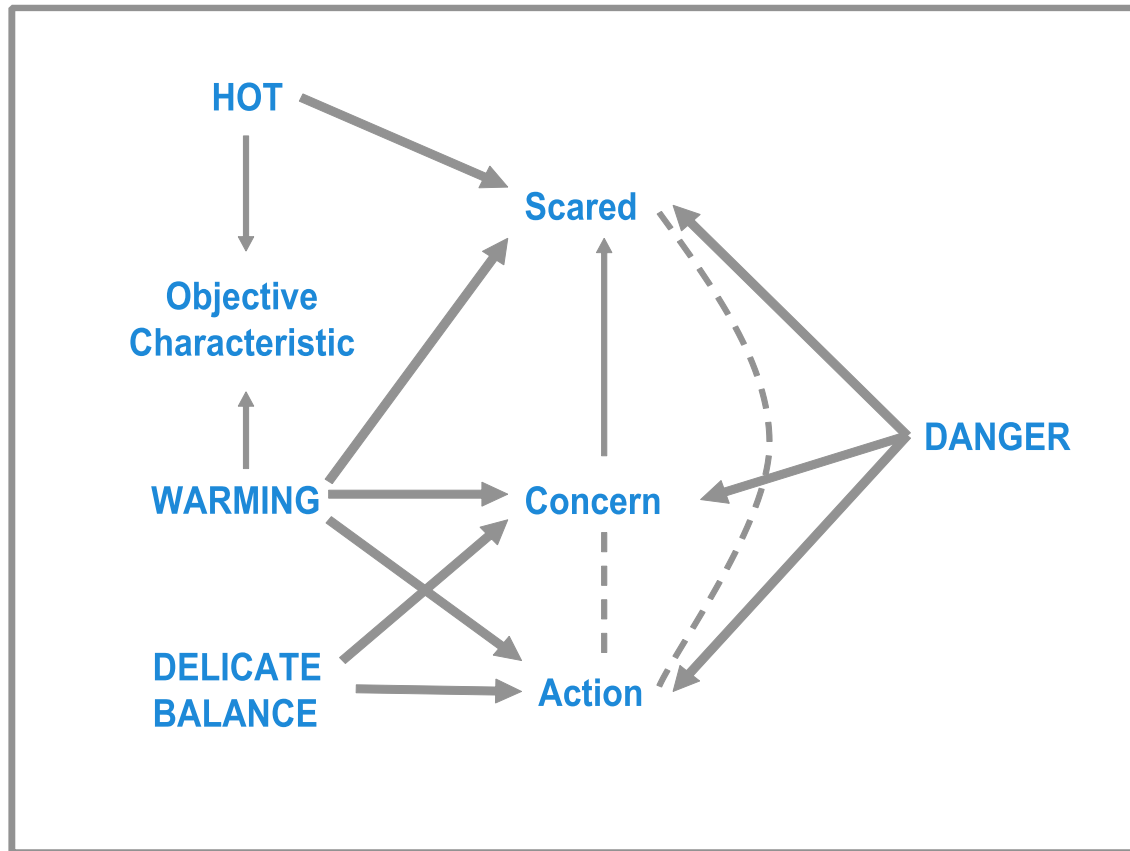 HOT
Scared
Objective
Characteristic
DANGER
WARMING
Concern
DELICATE
BALANCE
Action